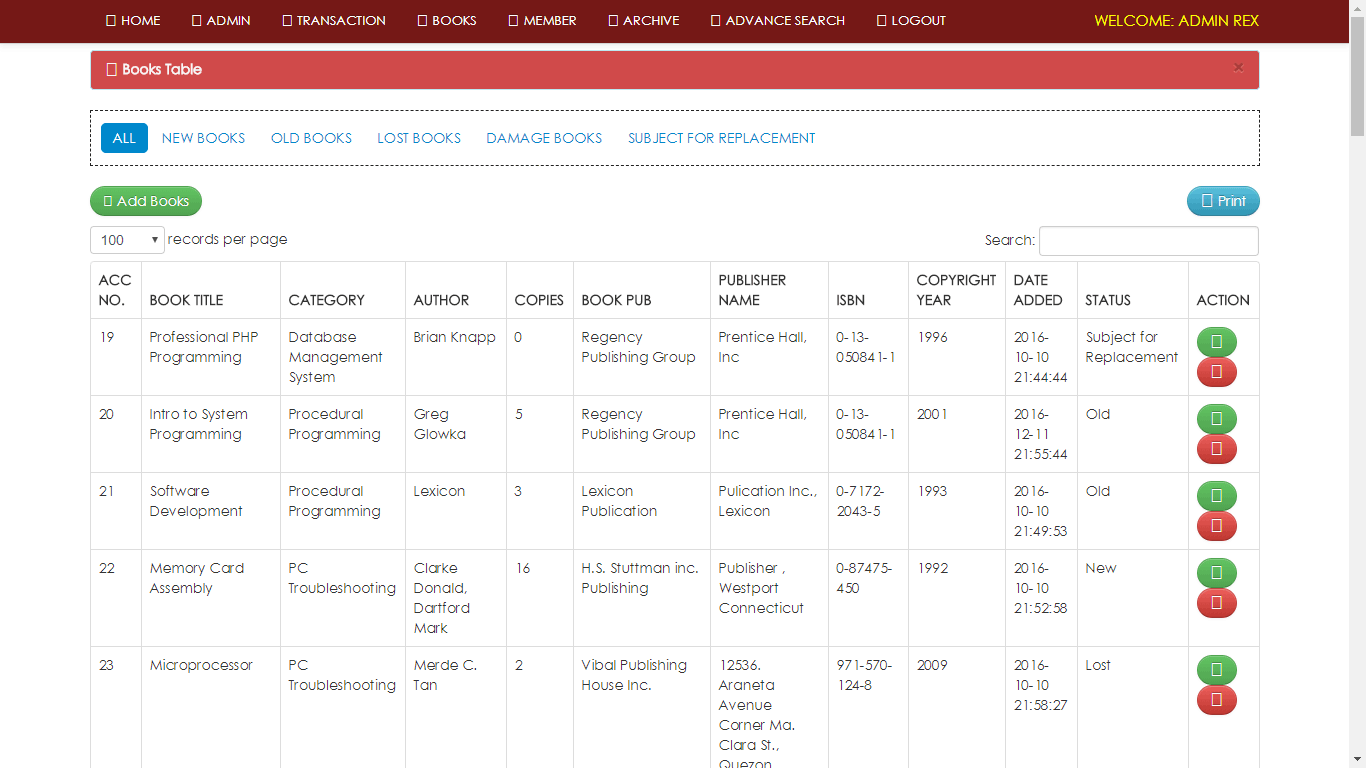 HOME ADMIN TRANSACTION BOOKS MEMBER ARCHIVE ADVANCE SEARCH LOGOUT WELCOME: ADMIN REX
Books Table ×
ALL NEW BOOKS OLD BOOKS LOST BOOKS DAMAGE BOOKS SUBJECT FOR REPLACEMENT
Add Books Print
100 records per page Search:
ACC NO. BOOK TITLE CATEGORY AUTHOR COPIES BOOK PUB PUBLISHER NAME ISBN COPYRIGHT YEAR DATE ADDED STATUS ACTION
19 Professional PHP Programming Database Management System Brian Knapp 0 Regency Publishing Group Prentice Hall, Inc 0-13-050841-1 1996 2016-10-10 21:44:44 Subject for Replacement
20 Intro to System Programming Procedural Programming Greg Glowka 5 Regency Publishing Group Prentice Hall, Inc 0-13-050841-1 2001 2016-12-11 21:55:44 Old
21 Software Development Procedural Programming Lexicon 3 Lexicon Publication Pulication Inc., Lexicon 0-7172-2043-5 1993 2016-10-10 21:49:53 Old
22 Memory Card Assembly PC Troubleshooting Clarke Donald, Dartford Mark 16 H.S. Stuttman inc. Publishing Publisher , Westport Connecticut 0-87475-450 1992 2016-10-10 21:52:58 New
23 Microprocessor PC Troubleshooting Merde C. Tan 2 Vibal Publishing House Inc. 12536. Araneta Avenue Corner Ma. Clara St., Quezon 971-570-124-8 2009 2016-10-10 21:58:27 Lost